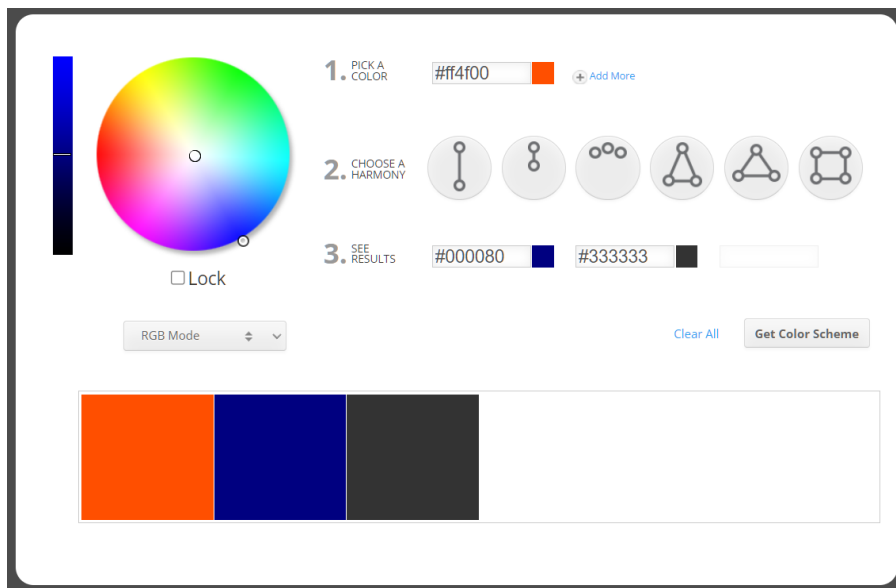 1. PICK A
COLOR
#ff4f00
+ Add More
2. CHOOSE A
HARMONY
3. SEE
RESULTS
#000080
#333333
Lock
RGB Mode
Clear All
Get Color Scheme